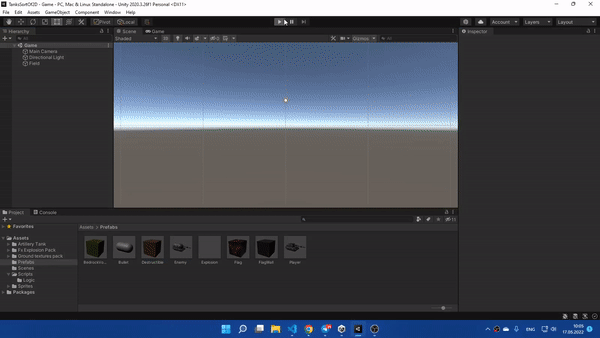 TanksSortOf3D - Game - PC, Mac & Linux Standalone - Unity 2020.3.26f1 Personal <DX11>
File Edit Assets GameObject Component Window Help
Pivot Local Account Layers Layout
Hierarchy Scene Game Inspector
All Shaded 2D Gizmos All
Game
Main Camera
Directional Light
Field
Project Console
Favorites Assets > Prefabs
Assets
Artillery Tank
Fx Explosion Pack
Ground textures pack
Prefabs
Bullet Destructible Enemy Explosion Flag FlagWall Player
Scenes
Scripts
Logic
Sprites
Packages
ENG 10:05
17.05.2022